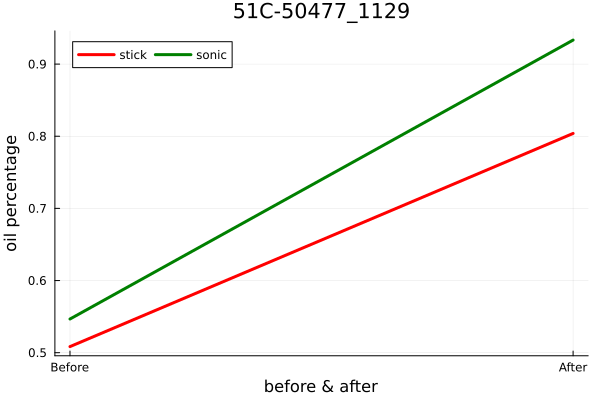 51C-50477_1129
stick sonic
oil percentage
0.9
0.8
0.7
0.6
0.5
Before After
before & after